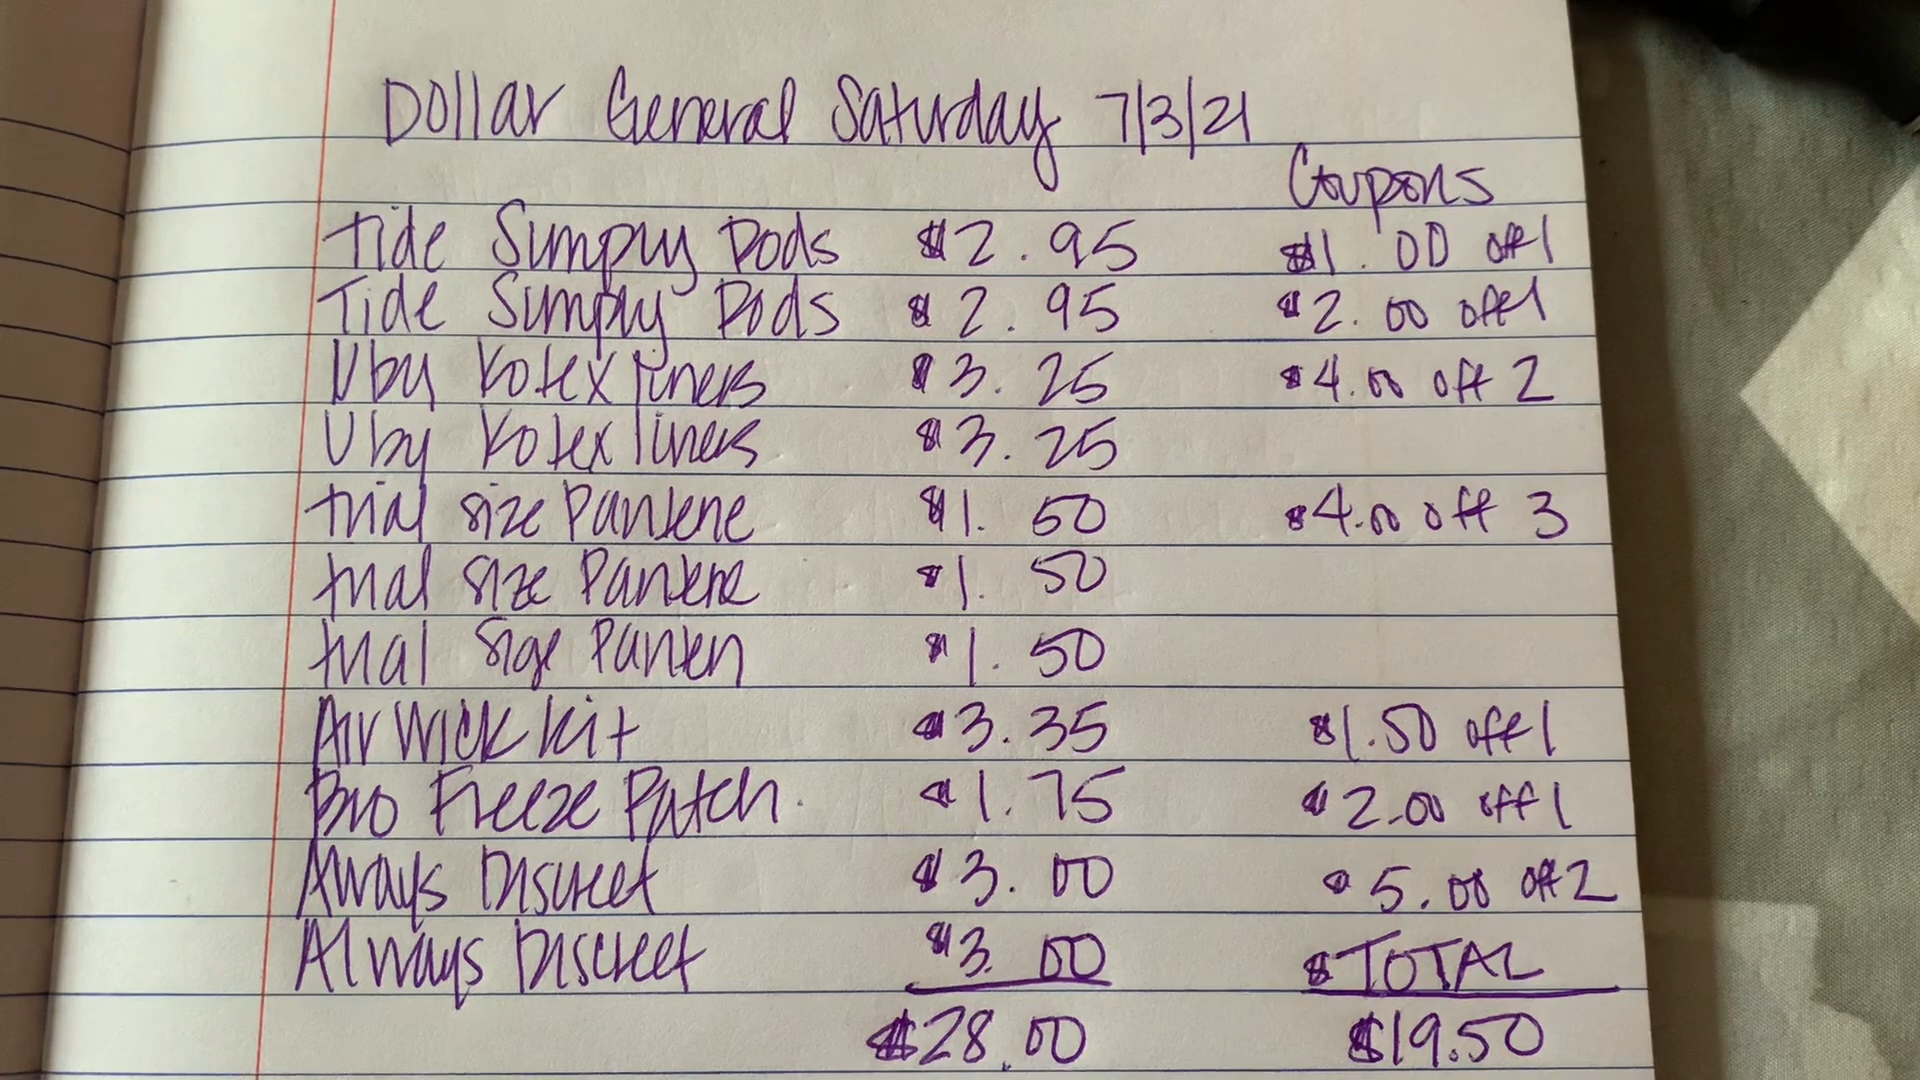 Dollar General Saturday 7/3/21
Coupons
Tide Simply Pods $2.95 $1.00 off 1
Tide Simply Pods $2.95 $2.00 off 1
U by Kotex liners $3.25 $4.00 off 2
U by Kotex liners $3.25
trial size Pantene $1.50 $4.00 off 3
trial size Pantene $1.50
trial size Panten $1.50
Air Wick Kit $3.35 $1.50 off 1
Bio Freeze Patch $1.75 $2.00 off 1
Always Discreet $3.00 $5.00 off 2
Always Discreet $3.00 $TOTAL
$28.00 $19.50